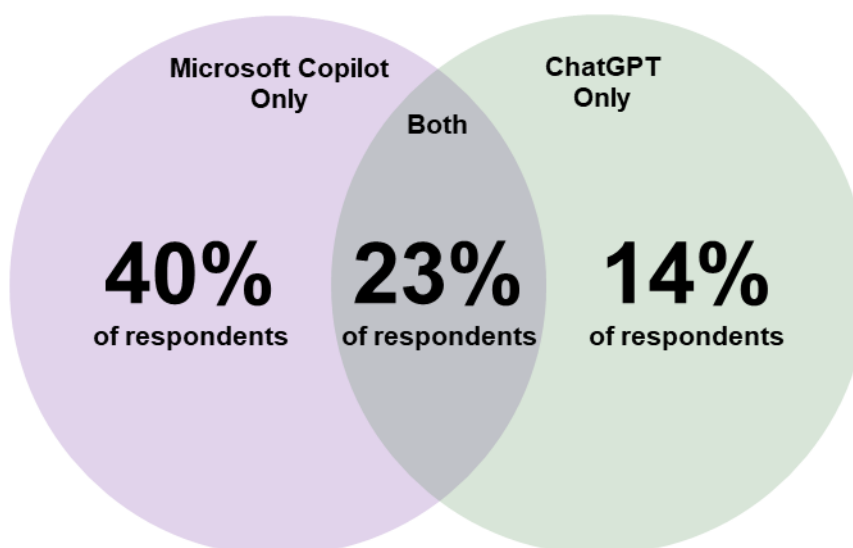 Microsoft Copilot
Only
ChatGPT
Only
Both
40%
of respondents
23%
of respondents
14%
of respondents